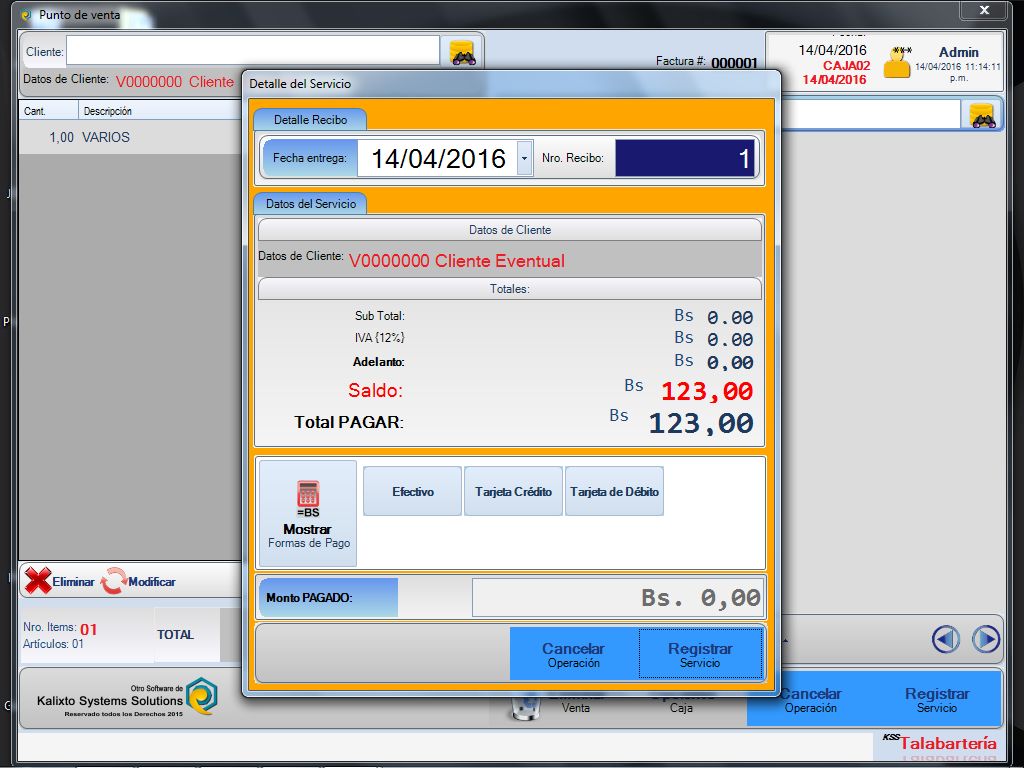 Punto de venta
X
Cliente:
Datos de Cliente: V0000000 Cliente
Factura #: 000001
14/04/2016
CAJA02
14/04/2016
Admin
14/04/2016 11:14:11
p.m.
Cant. Descripción
1,00 VARIOS
Detalle del Servicio
Detalle Recibo
Fecha entrega: 14/04/2016 Nro. Recibo: 1
Datos del Servicio
Datos de Cliente
Datos de Cliente: V0000000 Cliente Eventual
Totales:
Sub Total: Bs 0.00
IVA {12%} Bs 0.00
Adelanto: Bs 0,00
Saldo: Bs 123,00
Total PAGAR: Bs 123,00
=BS
Mostrar
Formas de Pago
Efectivo
Tarjeta Crédito
Tarjeta de Débito
Monto PAGADO: Bs. 0,00
Cancelar
Operación
Registrar
Servicio
Eliminar Modificar
Nro. Items: 01
Artículos: 01
TOTAL
Otro Software de
Kalixto Systems Solutions
Reservado todos los Derechos 2015
Venta
Caja
Cancelar
Operación
Registrar
Servicio
KSS Talabartería